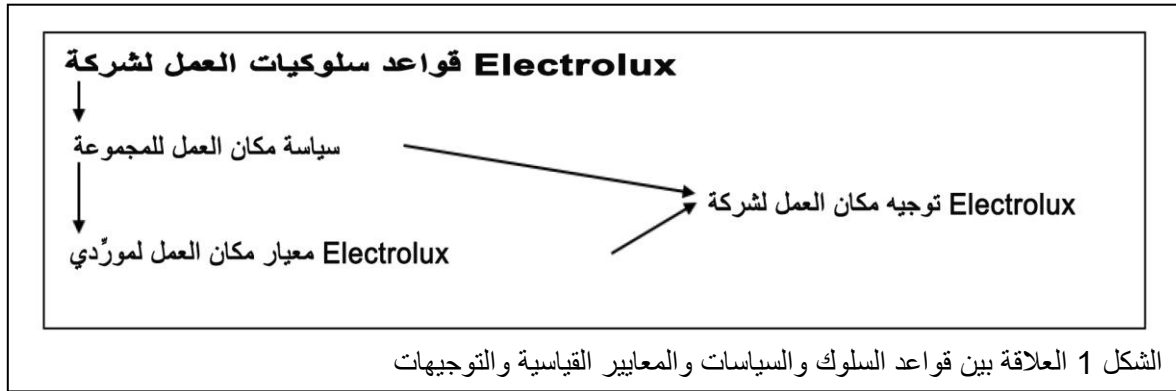 قواعد سلوكيات العمل لشركة Electrolux
سياسة مكان العمل للمجموعة
توجيه مكان العمل لشركة Electrolux
معيار مكان العمل لمورِّدي Electrolux
الشكل 1 العلاقة بين قواعد السلوك والسياسات والمعايير القياسية والتوجيهات